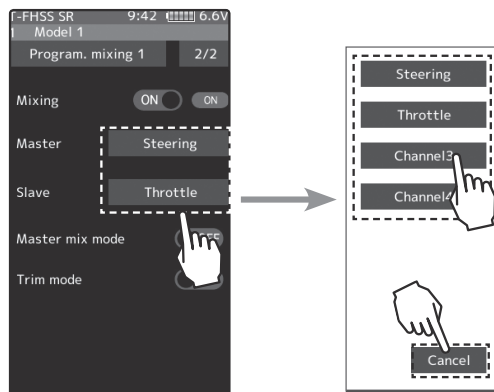 T-FHSS SR 9:42 6.6V
1 Model 1
Program. mixing 1 2/2
Mixing ON ON
Master Steering
Slave Throttle
Master mix mode
Trim mode
Steering
Throttle
Channel3
Channel4
Cancel